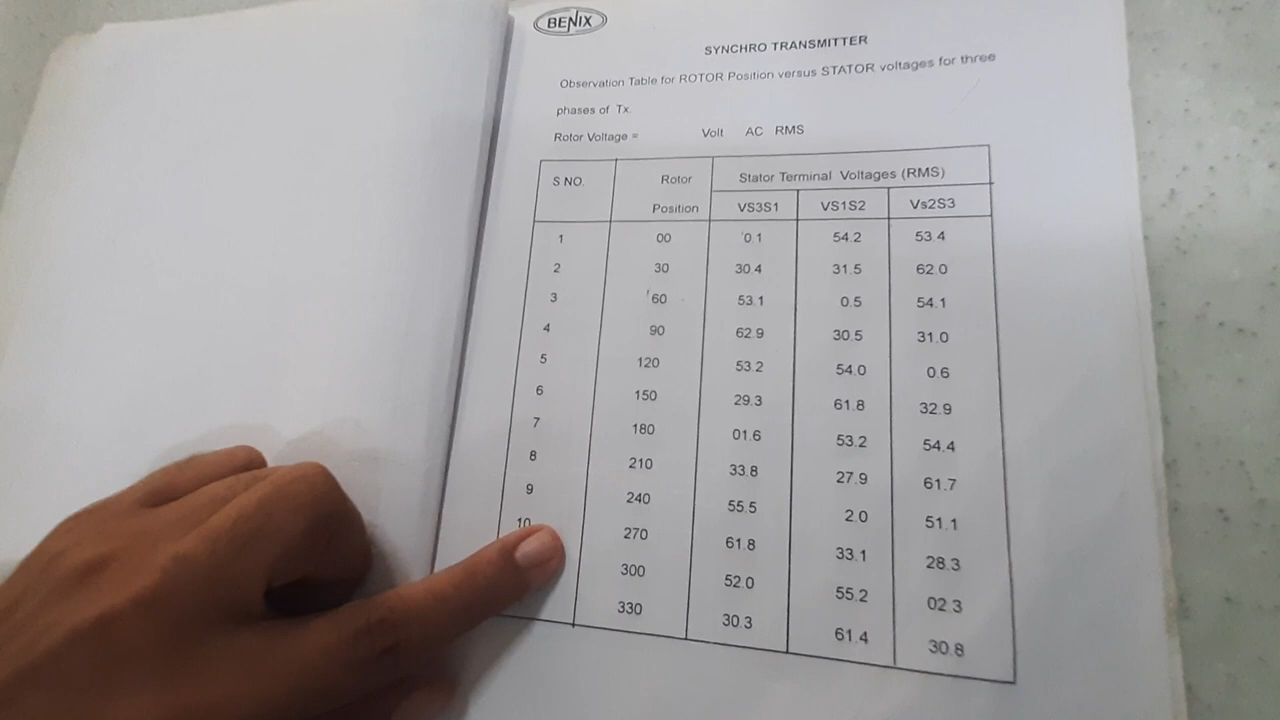 BENIX
SYNCHRO TRANSMITTER
Observation Table for ROTOR Position versus STATOR voltages for three
phases of Tx.
Rotor Voltage = Volt AC RMS
S NO. Rotor Position Stator Terminal Voltages (RMS)
VS3S1 VS1S2 Vs2S3
1 00 0.1 54.2 53.4
2 30 30.4 31.5 62.0
3 60 53.1 0.5 54.1
4 90 62.9 30.5 31.0
5 120 53.2 54.0 0.6
6 150 29.3 61.8 32.9
7 180 01.6 53.2 54.4
8 210 33.8 27.9 61.7
9 240 55.5 2.0 51.1
10 270 61.8 33.1 28.3
300 52.0 55.2 02.3
330 30.3 61.4 30.8